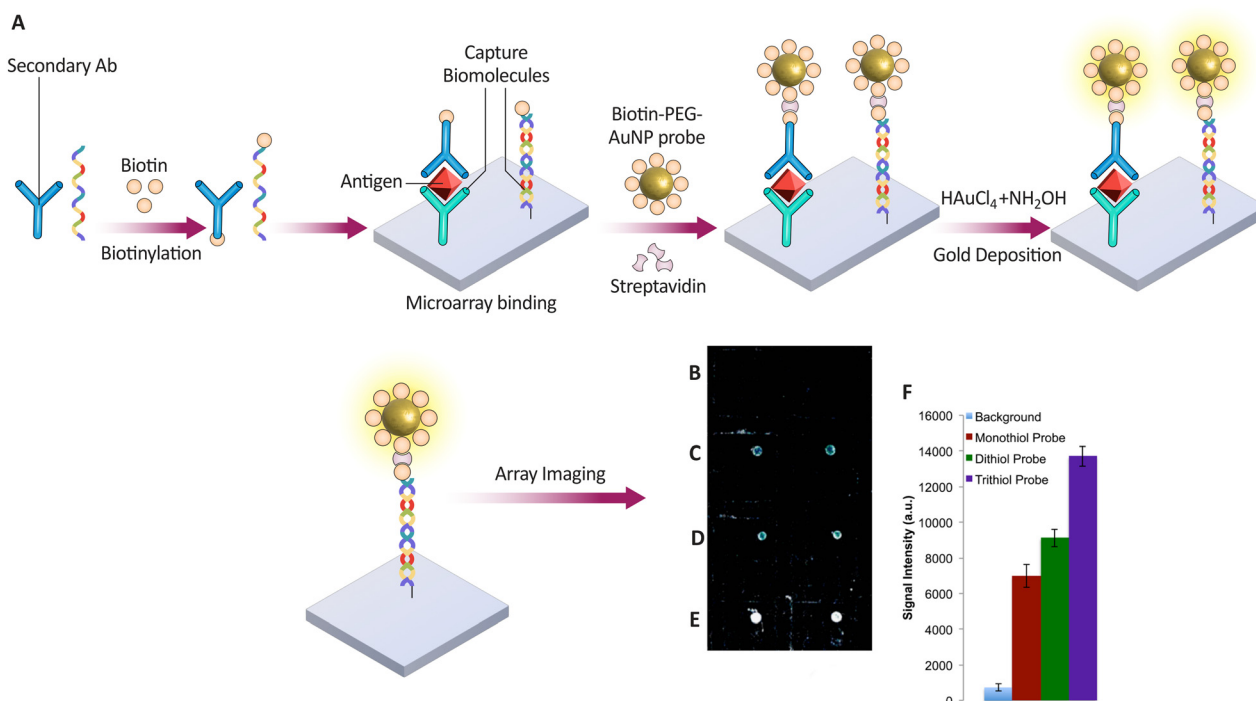 A
Secondary Ab
Biotin
Biotinylation
Capture
Biomolecules
Antigen
Microarray binding
Biotin-PEG-
AuNP probe
Streptavidin
HAuCl₄+NH₂OH
Gold Deposition
Array Imaging
B
C
D
E
F
Background
Monothiol Probe
Dithiol Probe
Trithiol Probe
Signal Intensity (a.u.)
16000
14000
12000
10000
8000
6000
4000
2000
0